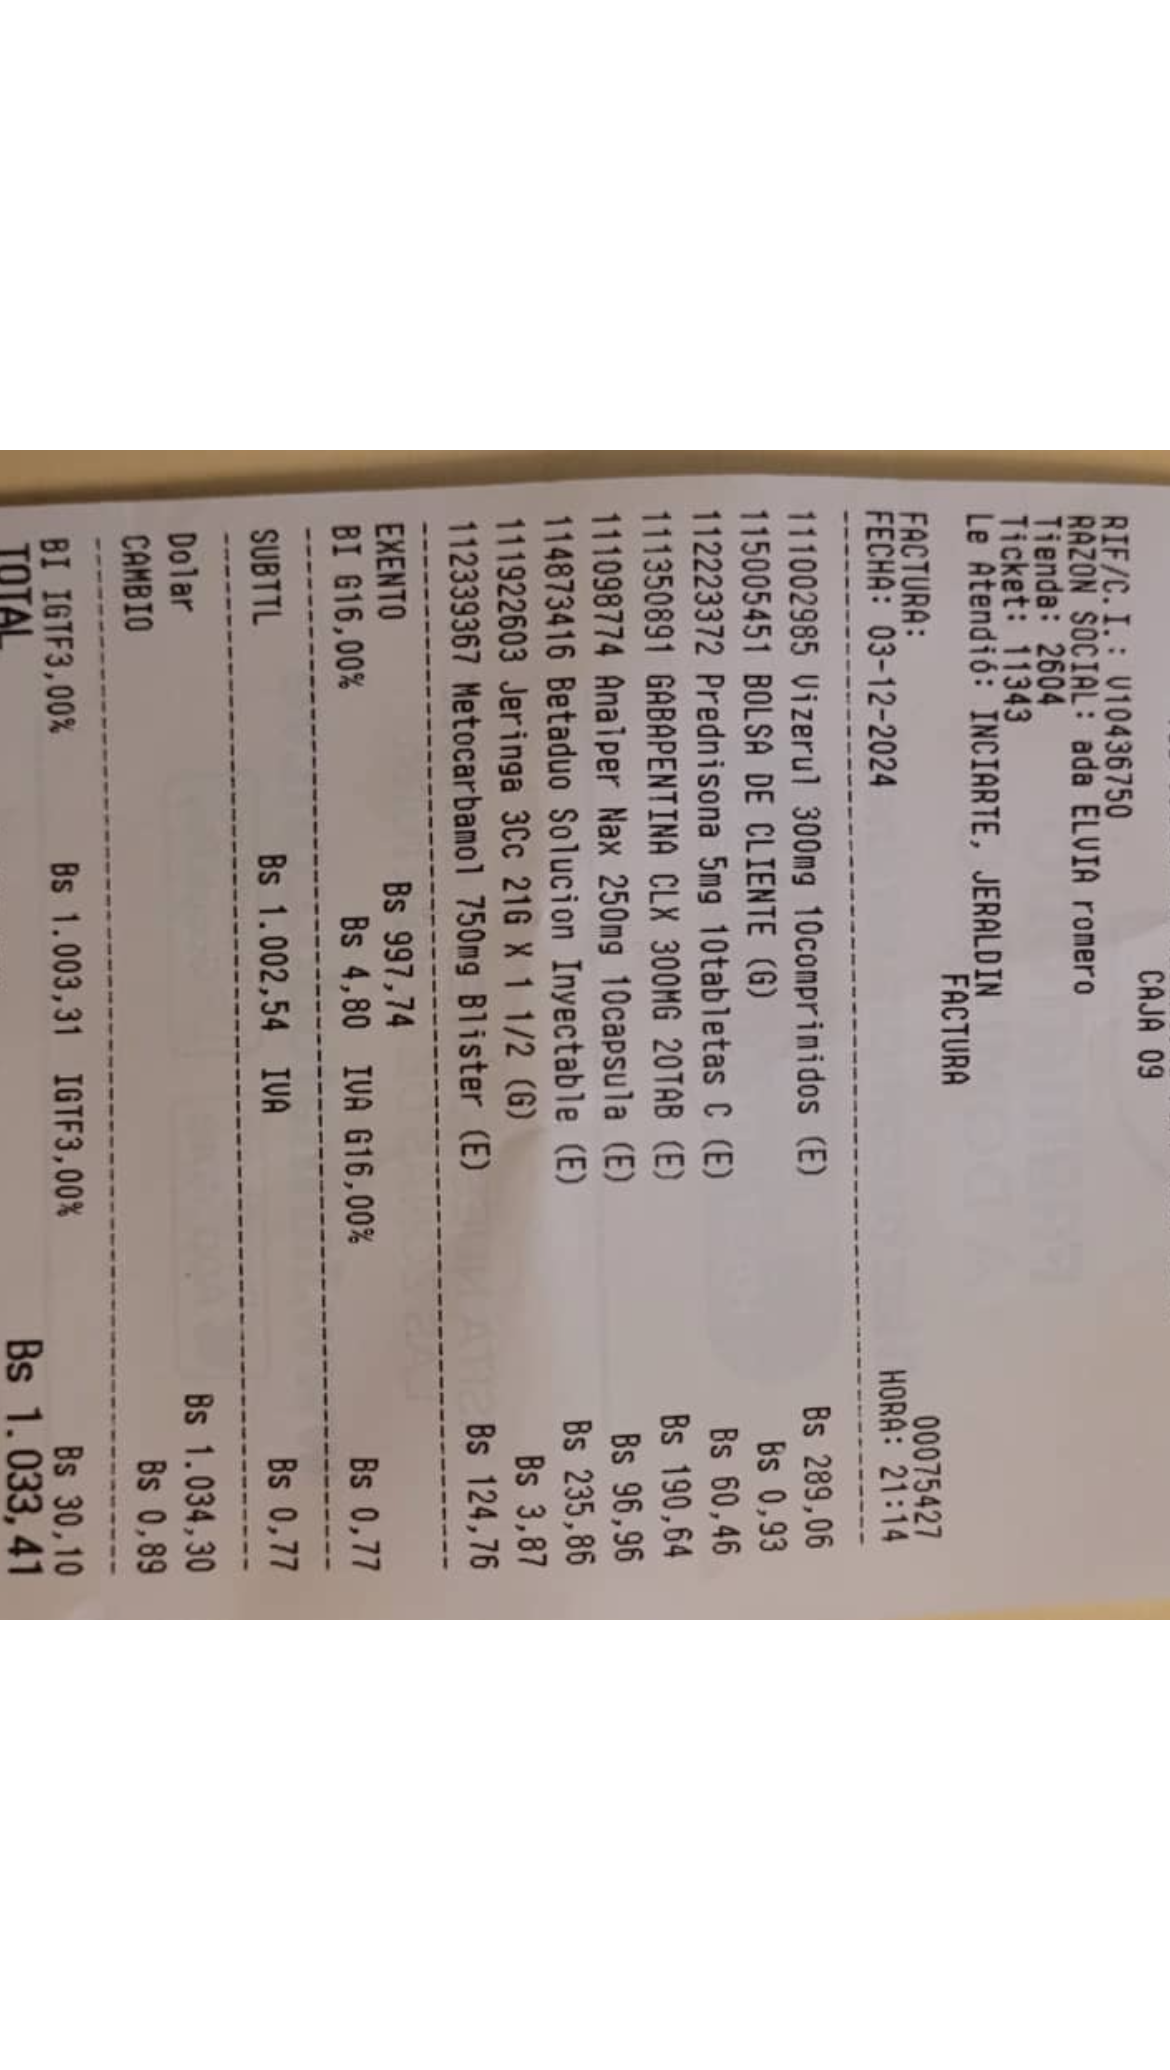 CAJA 09
RIF/C.I.: V10436750
RAZON SOCIAL: ada ELVIA romero
Tienda: 2604
Ticket: 11343
Le Atendió: INCIARTE, JERALDIN
FACTURA
FACTURA: 00075427
FECHA: 03-12-2024 HORA: 21:14
111002985 Vizerul 300mg 10comprimidos (E) Bs 289,06
115005451 BOLSA DE CLIENTE (G) Bs 0,93
112223372 Prednisona 5mg 10tabletas C (E) Bs 60,46
111350891 GABAPENTINA CLX 300MG 20TAB (E) Bs 190,64
111098774 Analper Nax 250mg 10capsula (E) Bs 96,96
114873416 Betaduo Solucion Inyectable (E) Bs 235,86
111922603 Jeringa 3Cc 21G X 1 1/2 (G) Bs 3,87
112339367 Metocarbamol 750mg Blister (E) Bs 124,76
EXENTO Bs 997,74
BI G16,00% Bs 4,80 IVA G16,00% Bs 0,77
SUBTTL Bs 1.002,54 IVA Bs 0,77
Dolar Bs 1.034,30
CAMBIO Bs 0,89
BI IGTF3,00% Bs 1.003,31 IGTF3,00% Bs 30,10
TOTAL Bs 1.033,41